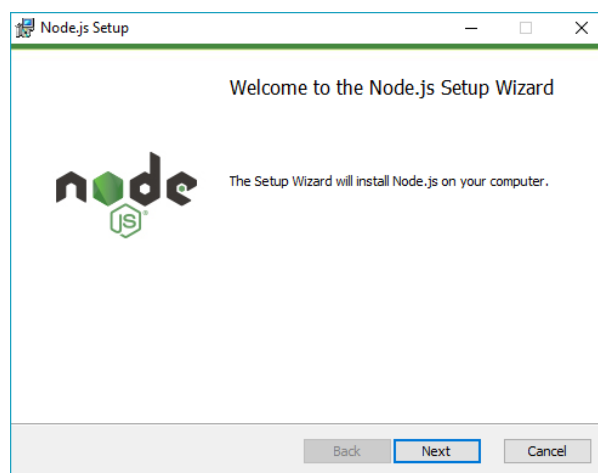 Node.js Setup
Welcome to the Node.js Setup Wizard
node
JS
The Setup Wizard will install Node.js on your computer.
Back Next Cancel